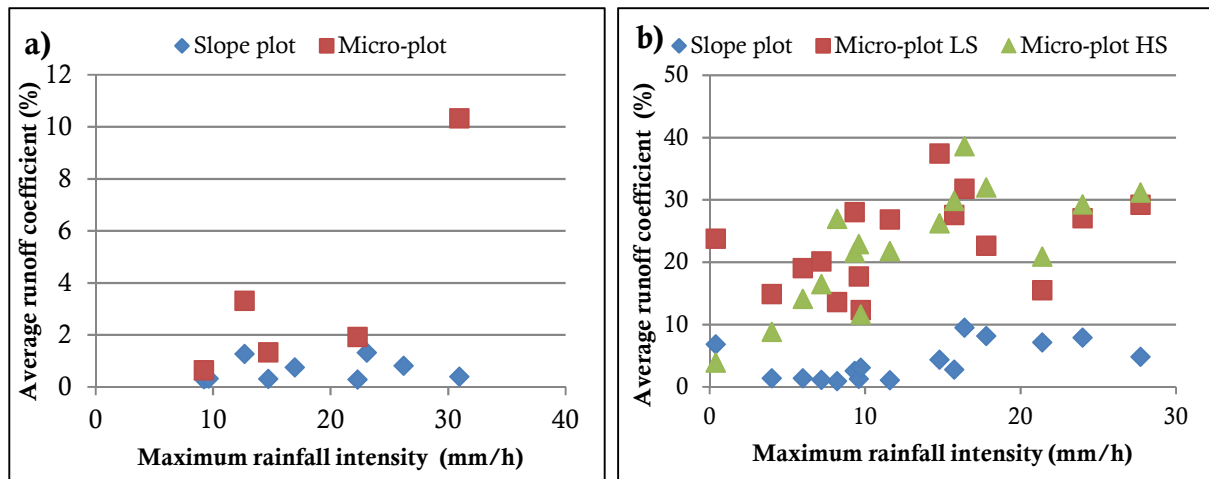 a)
Slope plot Micro-plot
Average runoff coefficient (%)
12
10
8
6
4
2
0
0 10 20 30 40
Maximum rainfall intensity (mm/h)
b)
Slope plot Micro-plot LS Micro-plot HS
Average runoff coefficient (%)
50
40
30
20
10
0
0 10 20 30
Maximum rainfall intensity (mm/h)